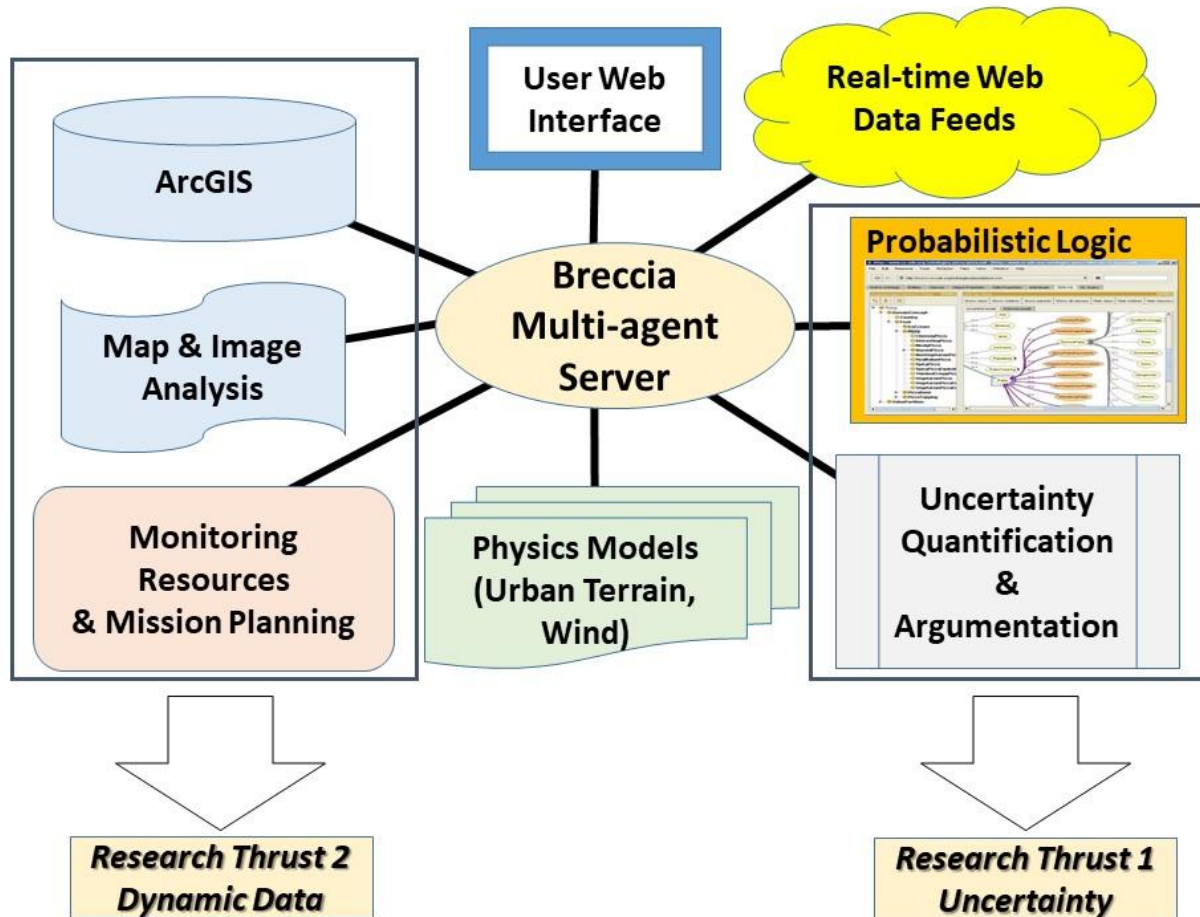 User Web
Interface
Real-time Web
Data Feeds
ArcGIS
Breccia
Multi-agent
Server
Probabilistic Logic
Map & Image
Analysis
Monitoring
Resources
& Mission Planning
Physics Models
(Urban Terrain,
Wind)
Uncertainty
Quantification
&
Argumentation
Research Thrust 2
Dynamic Data
Research Thrust 1
Uncertainty